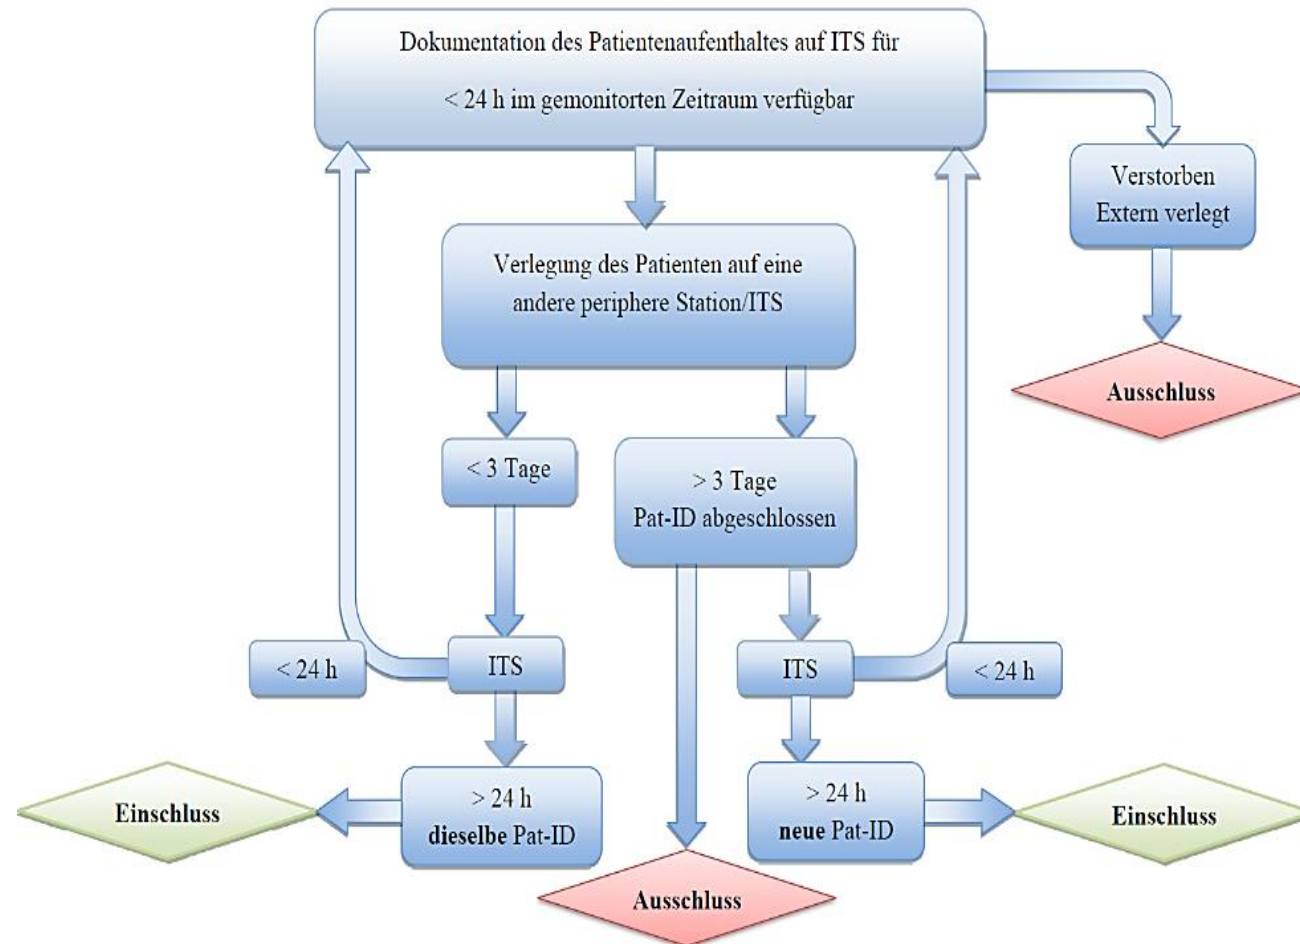 Dokumentation des Patientenaufenthaltes auf ITS für
< 24 h im gemonitorten Zeitraum verfügbar
Verstorben
Extern verlegt
Verlegung des Patienten auf eine
andere periphere Station/ITS
Ausschluss
< 3 Tage
> 3 Tage
Pat-ID abgeschlossen
< 24 h
ITS
ITS
< 24 h
Einschluss
> 24 h
dieselbe Pat-ID
> 24 h
neue Pat-ID
Einschluss
Ausschluss